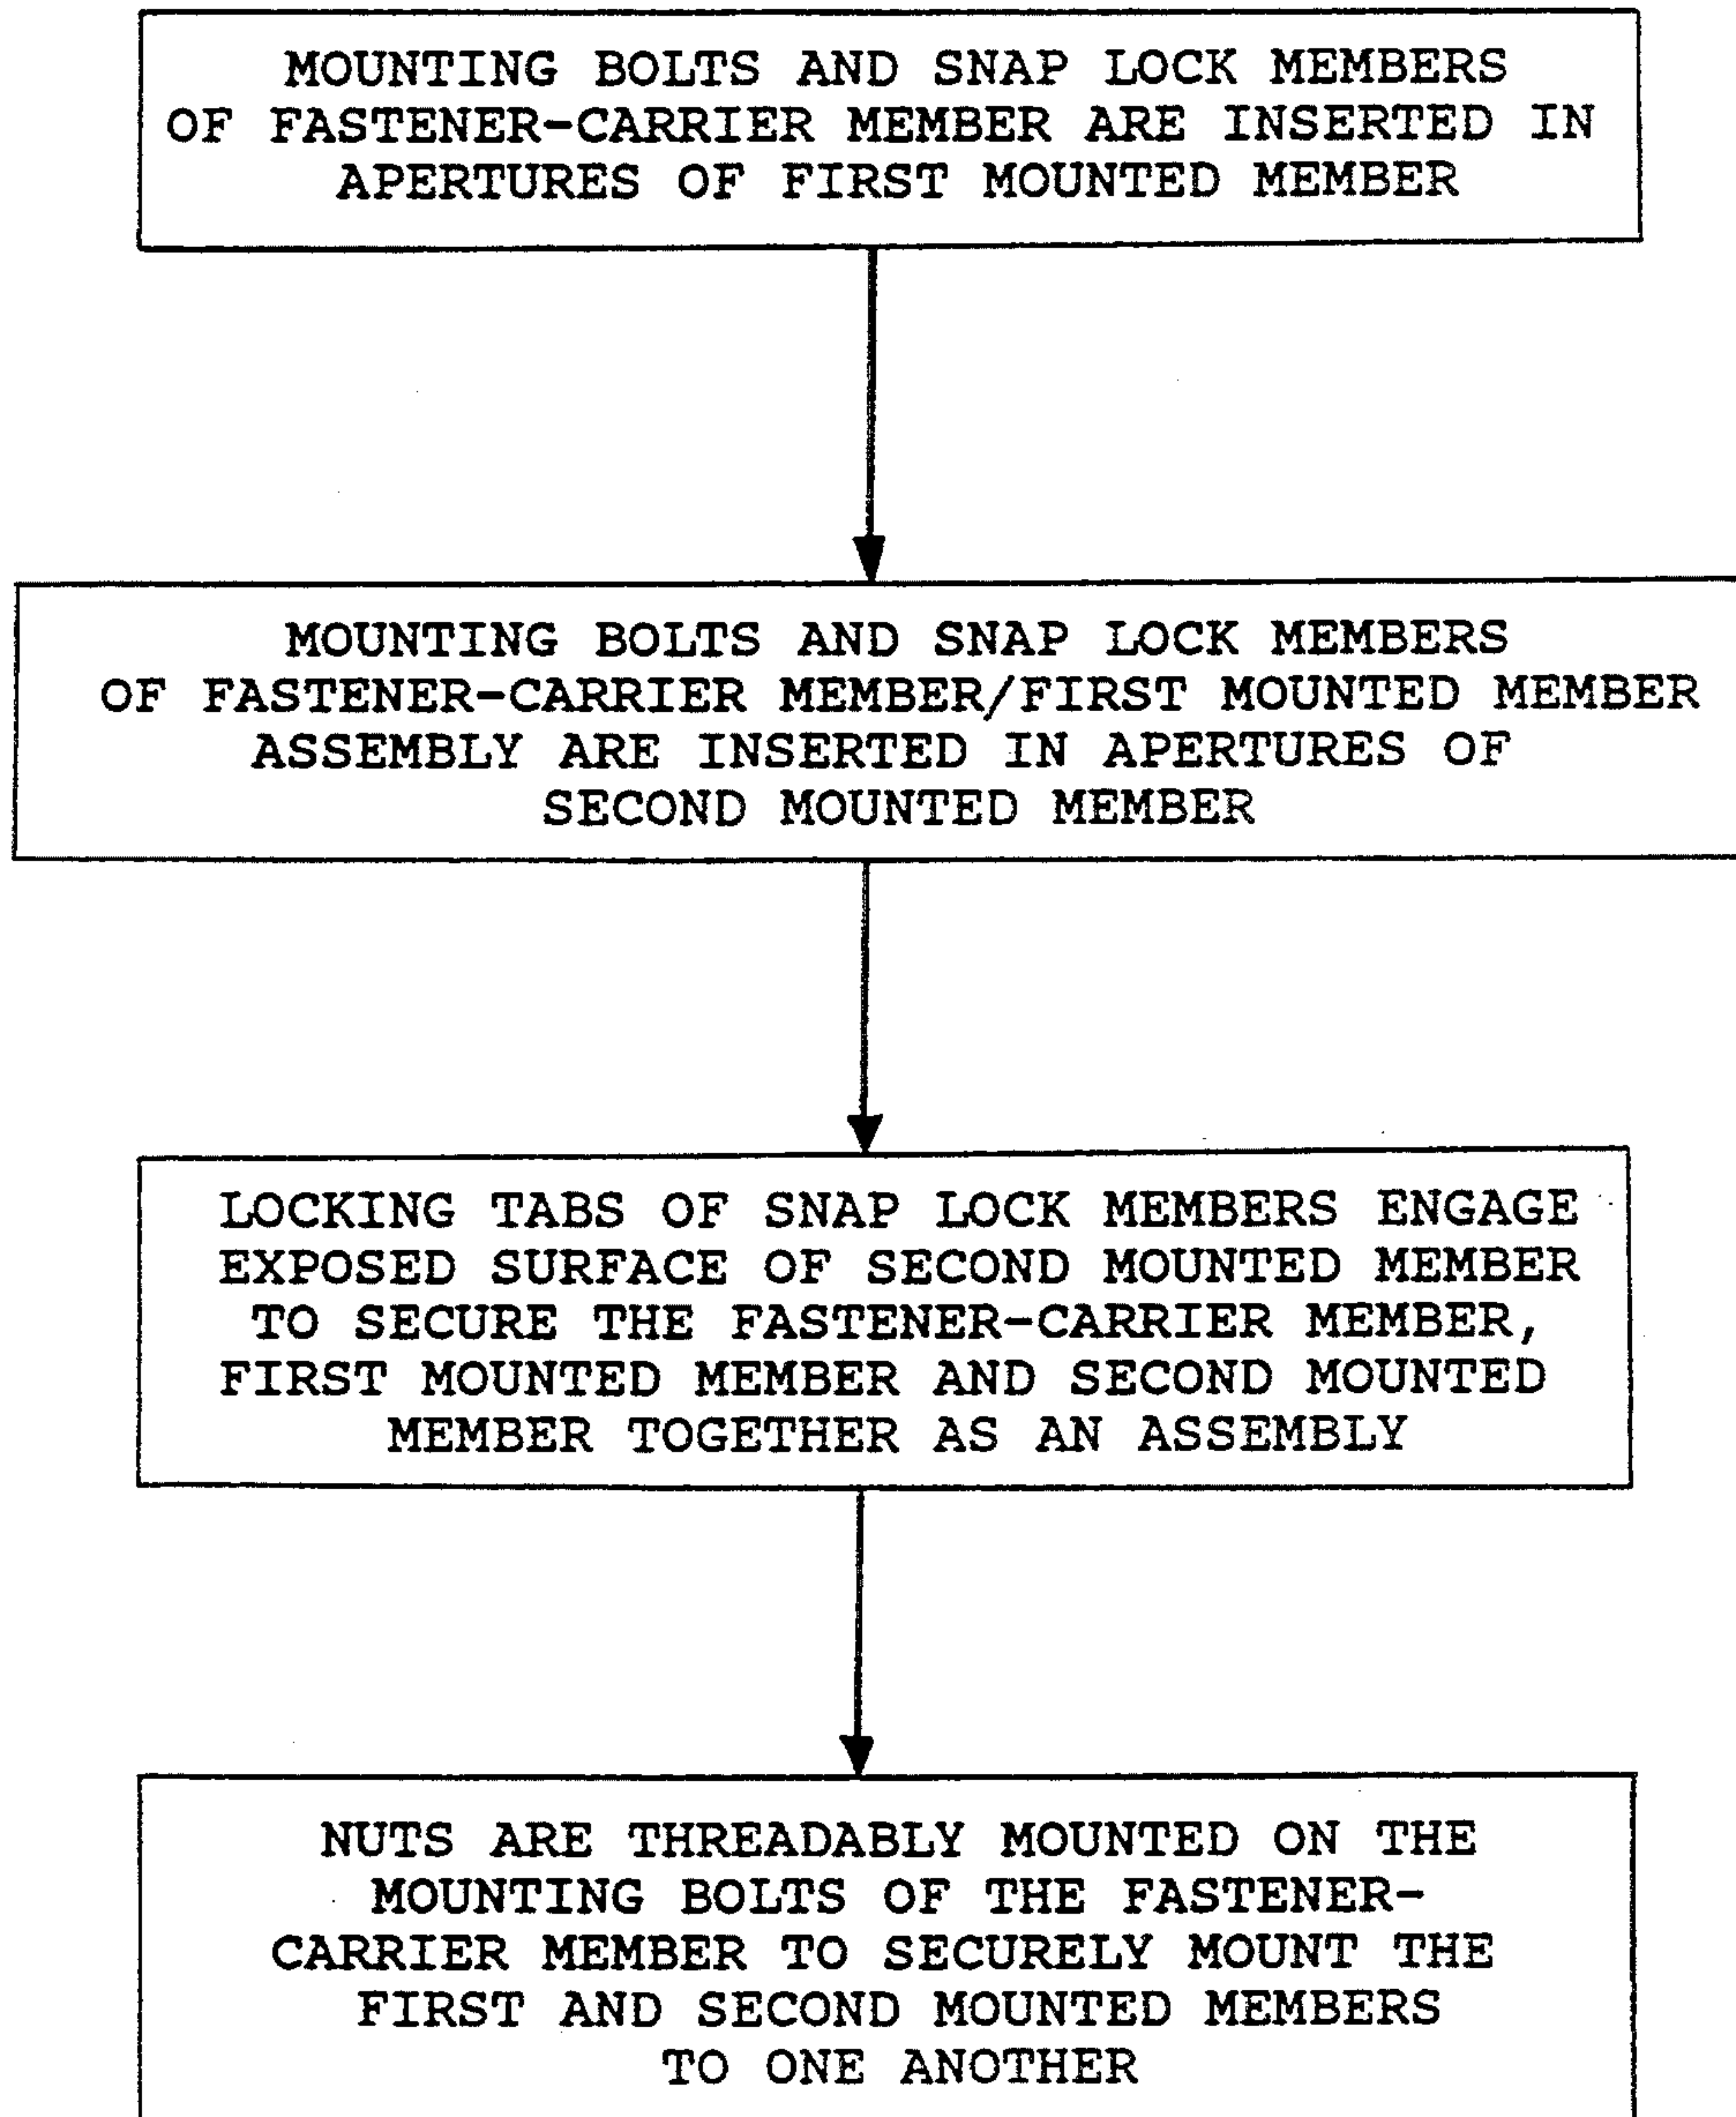 MOUNTING BOLTS AND SNAP LOCK MEMBERS
OF FASTENER-CARRIER MEMBER ARE INSERTED IN
APERTURES OF FIRST MOUNTED MEMBER
MOUNTING BOLTS AND SNAP LOCK MEMBERS
OF FASTENER-CARRIER MEMBER/FIRST MOUNTED MEMBER
ASSEMBLY ARE INSERTED IN APERTURES OF
SECOND MOUNTED MEMBER
LOCKING TABS OF SNAP LOCK MEMBERS ENGAGE
EXPOSED SURFACE OF SECOND MOUNTED MEMBER
TO SECURE THE FASTENER-CARRIER MEMBER,
FIRST MOUNTED MEMBER AND SECOND MOUNTED
MEMBER TOGETHER AS AN ASSEMBLY
NUTS ARE THREADABLY MOUNTED ON THE
MOUNTING BOLTS OF THE FASTENER-
CARRIER MEMBER TO SECURELY MOUNT THE
FIRST AND SECOND MOUNTED MEMBERS
TO ONE ANOTHER